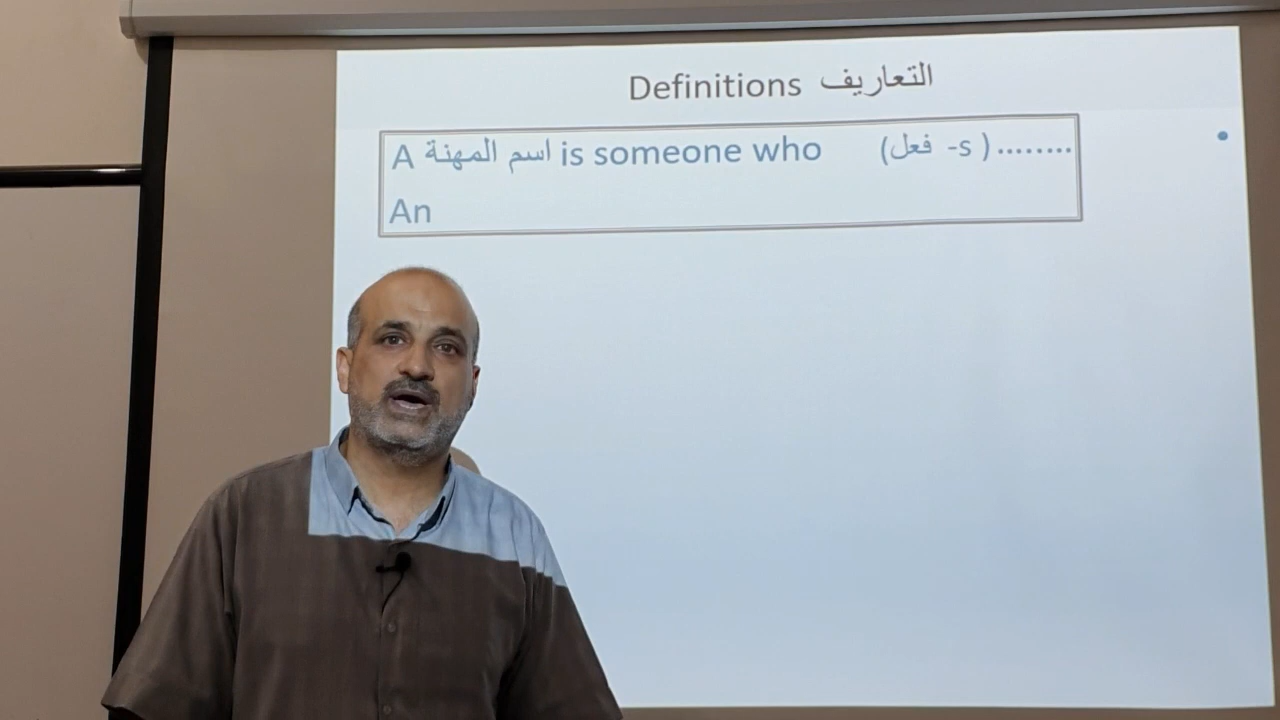 Definitions التعاريف
A اسم المهنة is someone who (فعل -s )........
An